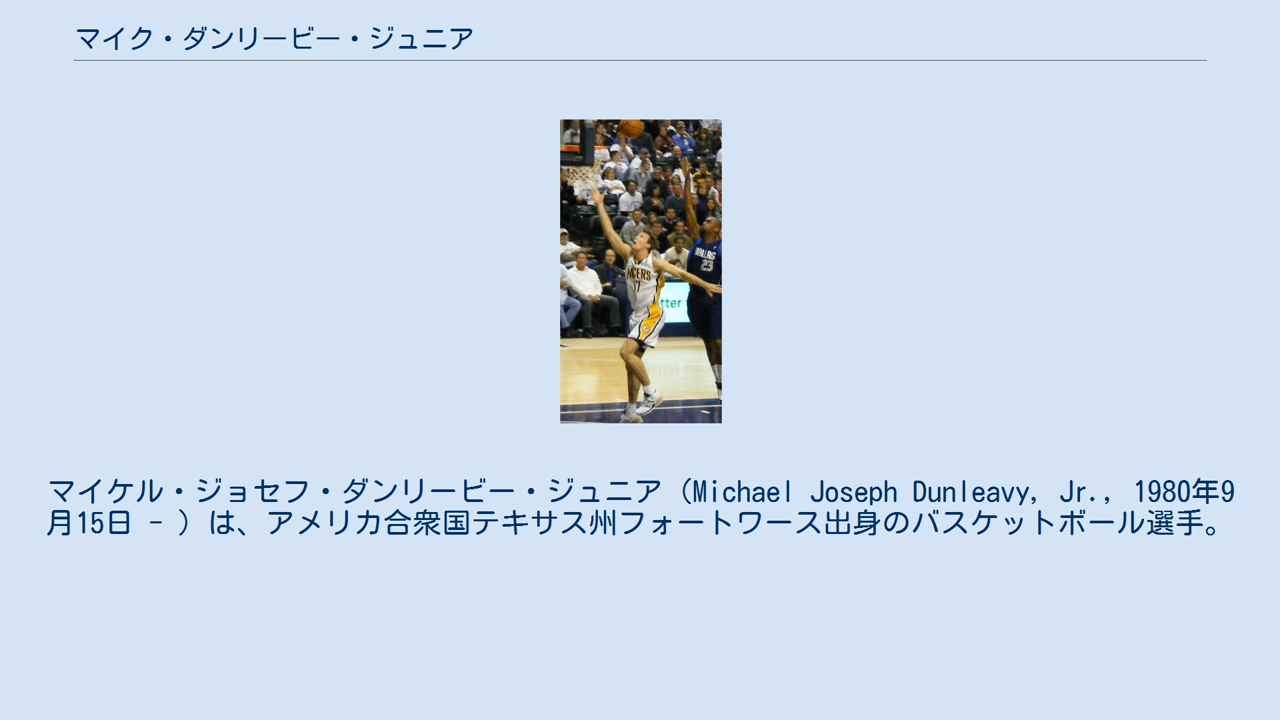 マイク・ダンリービー・ジュニア
マイケル・ジョセフ・ダンリービー・ジュニア（Michael Joseph Dunleavy, Jr., 1980年9
月15日 - ）は、アメリカ合衆国テキサス州フォートワース出身のバスケットボール選手。
tter
23